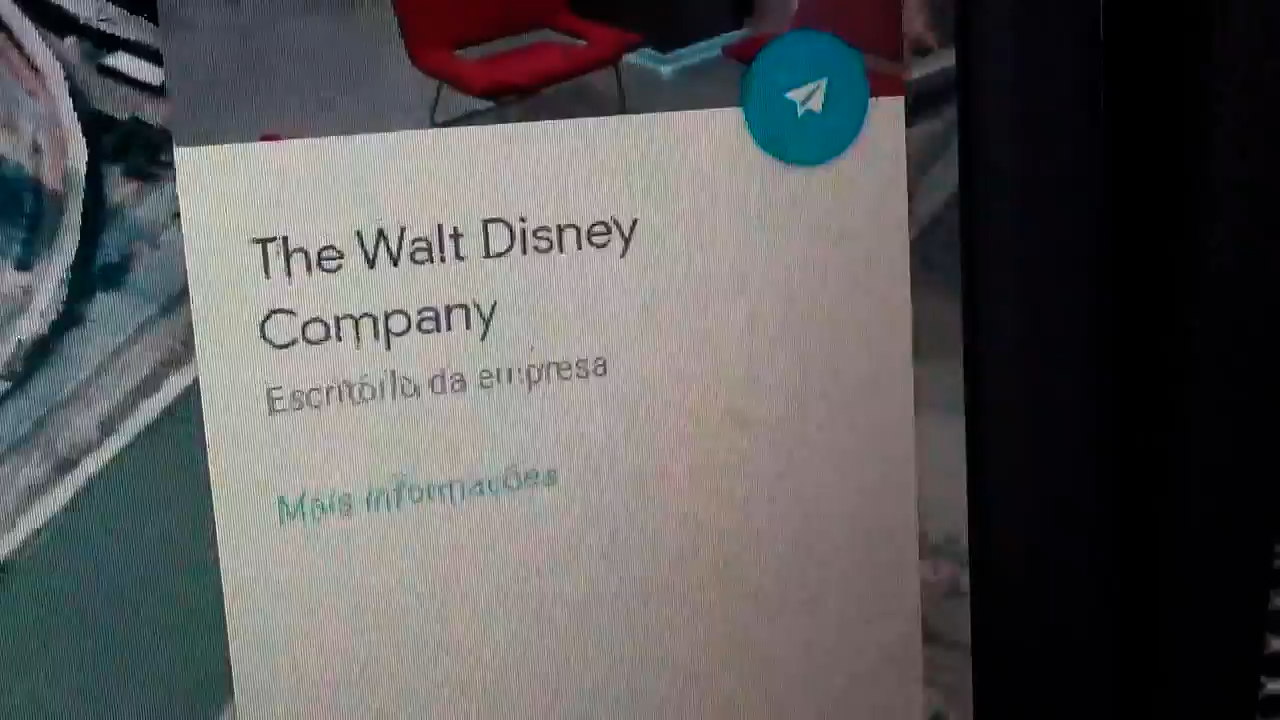 The Walt Disney
Company
Escritório da empresa
Mais informações